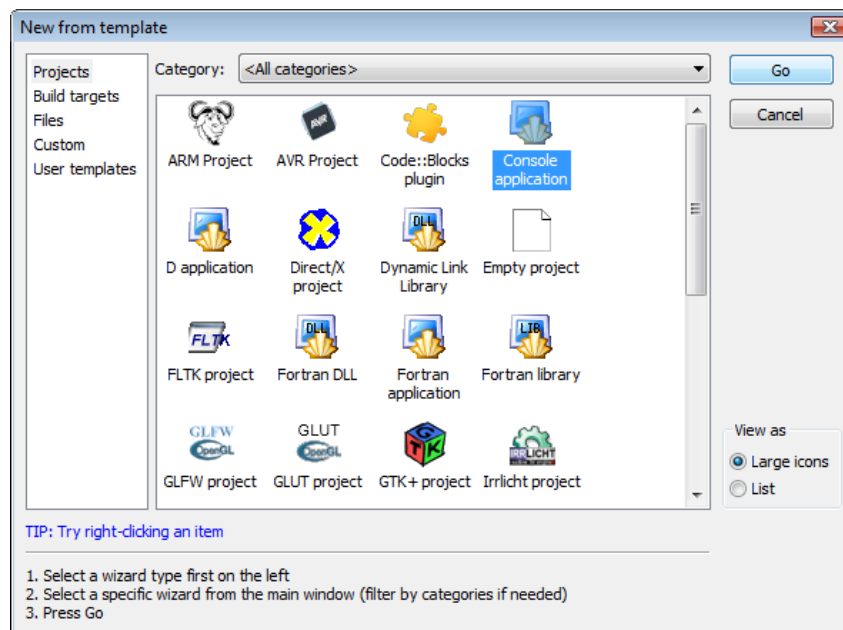 New from template
Projects
Build targets
Files
Custom
User templates
Category: <All categories>
Go
Cancel
AVR
ARM Project
AVR Project
Code::Blocks
plugin
Console
application
DLL
D application
Direct/X
project
Dynamic Link
Library
Empty project
FLTK
DLL
LIB
FLTK project
Fortran DLL
Fortran
application
Fortran library
GLFW
OpenGL
GLUT
OpenGL
GTK
IRRLICHT
GLFW project
GLUT project
GTK+ project
Irrlicht project
View as
Large icons
List
TIP: Try right-clicking an item
1. Select a wizard type first on the left
2. Select a specific wizard from the main window (filter by categories if needed)
3. Press Go